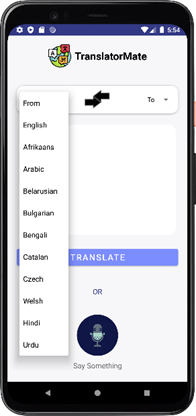 5:54
TranslatorMate
From
To
English
Afrikaans
Arabic
Belarusian
Bulgarian
Bengali
Catalan
TRANSLATE
Czech
Welsh
OR
Hindi
Urdu
Say Something